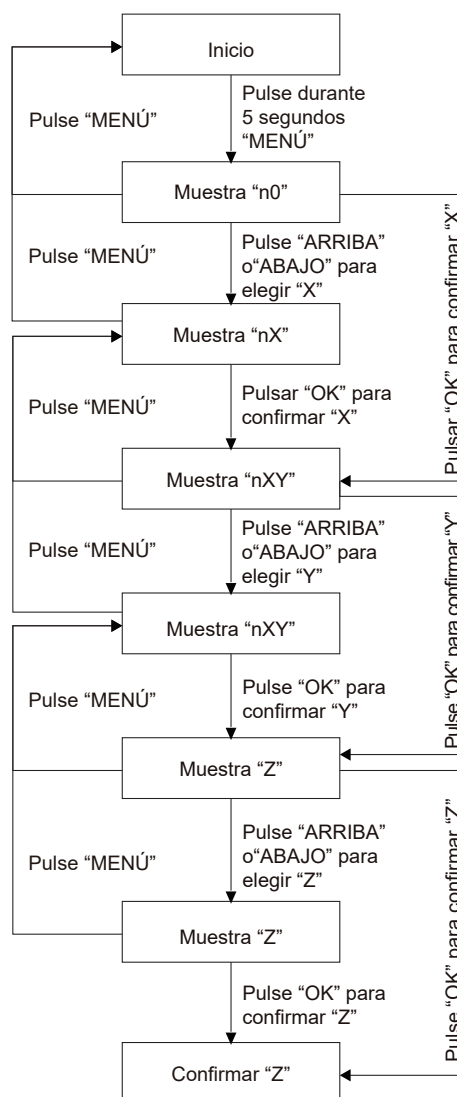 Inicio
Pulse durante
5 segundos
“MENÚ”
Pulse “MENÚ”
Muestra “n0”
Pulse “ARRIBA”
o“ABAJO” para
elegir “X”
Pulse “MENÚ”
Pulsar “OK” para confirmar “X”
Muestra “nX”
Pulsar “OK” para
confirmar “X”
Pulse “MENÚ”
Muestra “nXY”
Pulse “ARRIBA”
o“ABAJO” para
elegir “Y”
Pulse “MENÚ”
Pulse “OK” para confirmar “Y”
Muestra “nXY”
Pulse “OK” para
confirmar “Y”
Pulse “MENÚ”
Muestra “Z”
Pulse “ARRIBA”
o“ABAJO” para
elegir “Z”
Pulse “MENÚ”
Pulse “OK” para confirmar “Z”
Muestra “Z”
Pulse “OK” para
confirmar “Z”
Confirmar “Z”